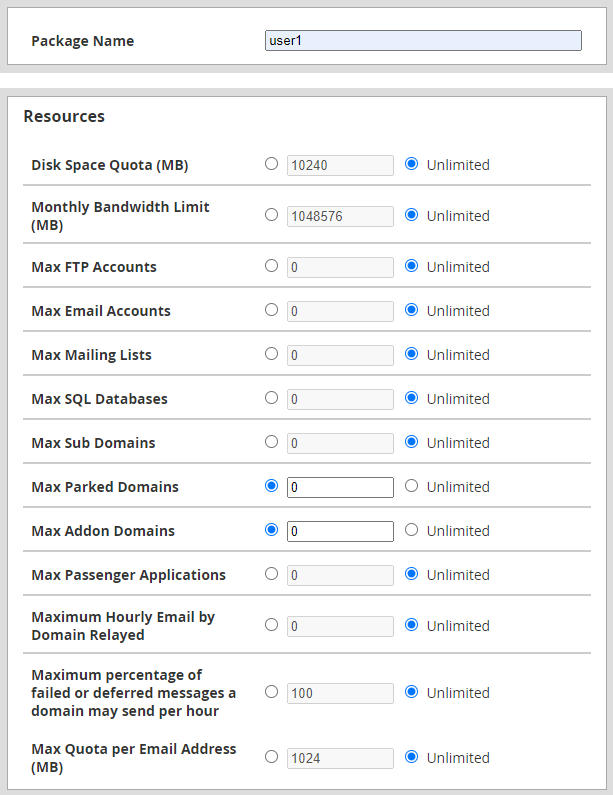 Package Name user1
Resources
Disk Space Quota (MB) 10240 Unlimited
Monthly Bandwidth Limit
(MB) 1048576 Unlimited
Max FTP Accounts 0 Unlimited
Max Email Accounts 0 Unlimited
Max Mailing Lists 0 Unlimited
Max SQL Databases 0 Unlimited
Max Sub Domains 0 Unlimited
Max Parked Domains 0 Unlimited
Max Addon Domains 0 Unlimited
Max Passenger Applications 0 Unlimited
Maximum Hourly Email by
Domain Relayed 0 Unlimited
Maximum percentage of
failed or deferred messages a 100 Unlimited
domain may send per hour
Max Quota per Email Address
(MB) 1024 Unlimited